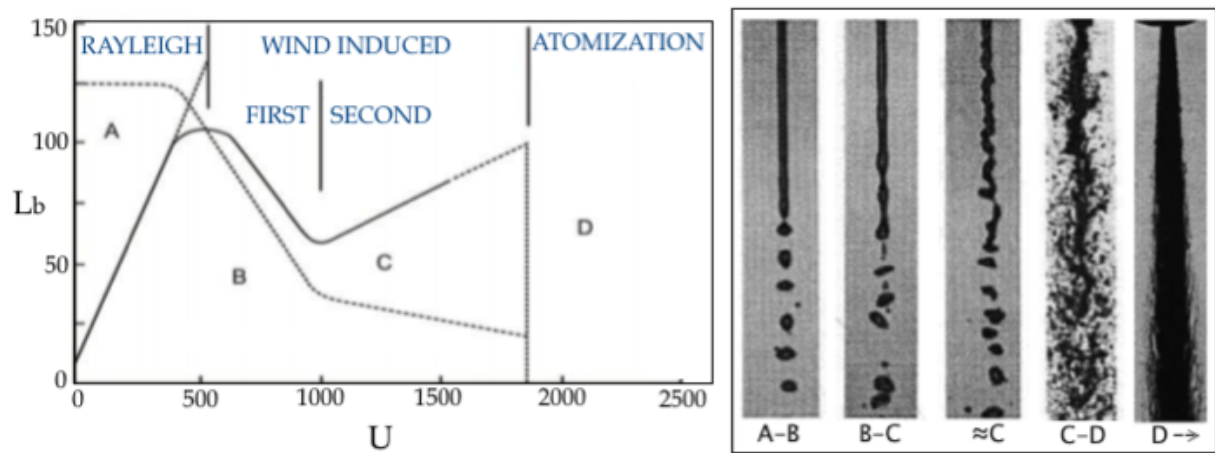 150
RAYLEIGH
WIND INDUCED
ATOMIZATION
FIRST
SECOND
A
100
Lb
B
C
D
50
0
0
500
1000
1500
2000
2500
U
A-B
B-C
≈C
C-D
D→